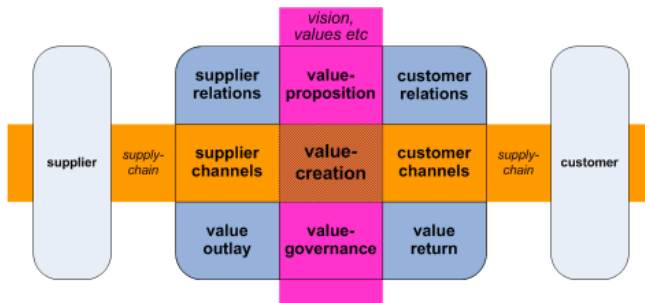 vision,
values etc
supplier
relations
value-
proposition
customer
relations
supplier
supply-
chain
supplier
channels
value-
creation
customer
channels
supply-
chain
customer
value
outlay
value-
governance
value
return